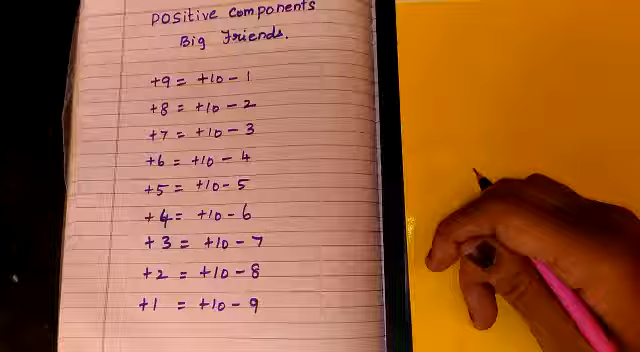 Positive Components
Big Friends.
+9 = +10 - 1
+8 = +10 - 2
+7 = +10 - 3
+6 = +10 - 4
+5 = +10 - 5
+4 = +10 - 6
+3 = +10 - 7
+2 = +10 - 8
+1 = +10 - 9